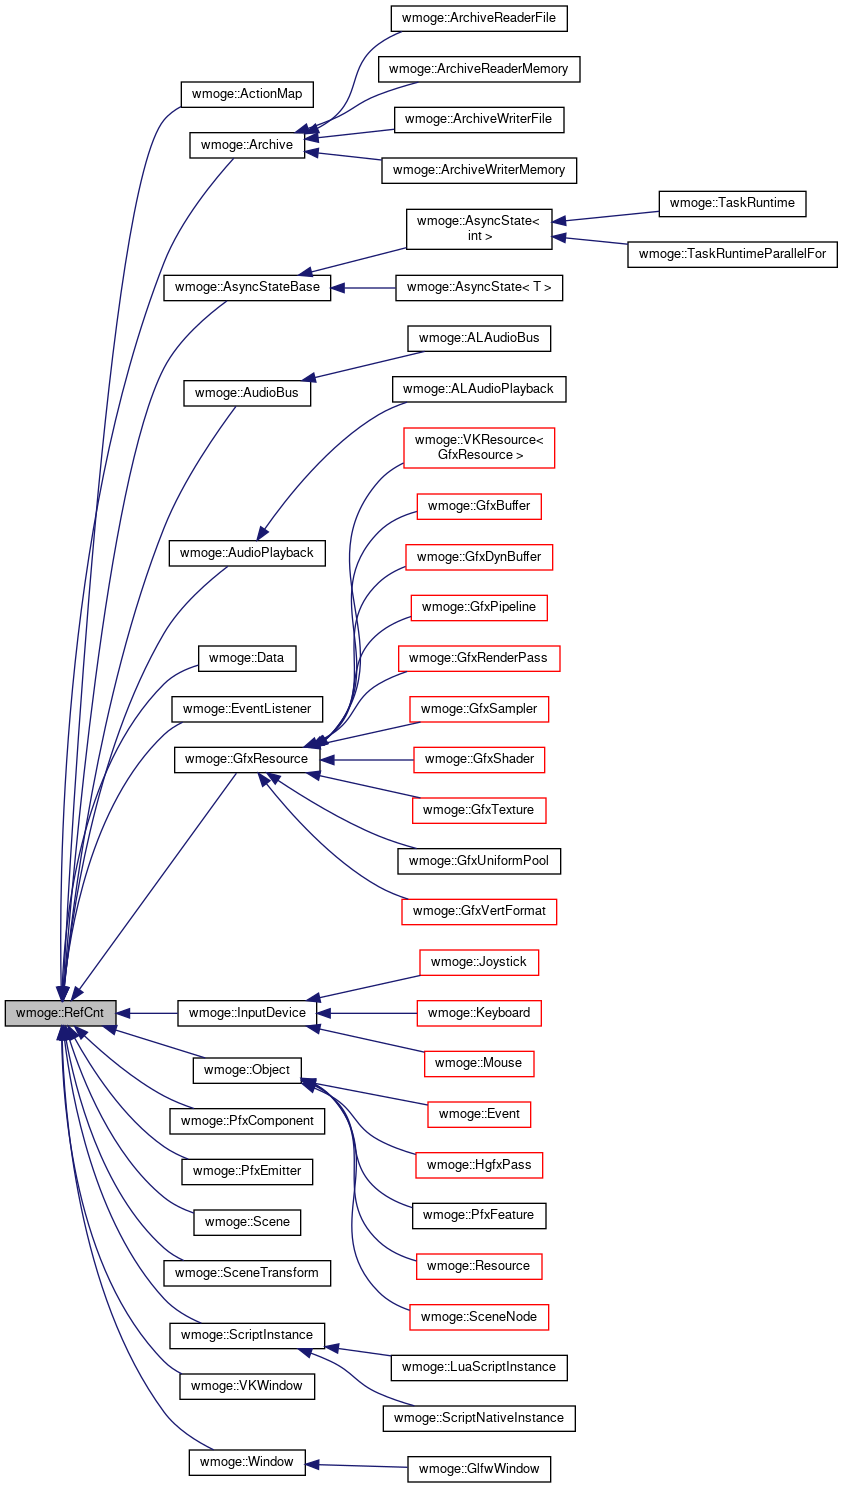 wmoge::ArchiveReaderFile
wmoge::ArchiveReaderMemory
wmoge::ActionMap
wmoge::ArchiveWriterFile
wmoge::Archive
wmoge::ArchiveWriterMemory
wmoge::TaskRuntime
wmoge::AsyncState<
int >
wmoge::TaskRuntimeParallelFor
wmoge::AsyncStateBase
wmoge::AsyncState< T >
wmoge::ALAudioBus
wmoge::AudioBus
wmoge::ALAudioPlayback
wmoge::VKResource<
GfxResource >
wmoge::GfxBuffer
wmoge::AudioPlayback
wmoge::GfxDynBuffer
wmoge::GfxPipeline
wmoge::Data
wmoge::GfxRenderPass
wmoge::EventListener
wmoge::GfxSampler
wmoge::GfxResource
wmoge::GfxShader
wmoge::GfxTexture
wmoge::GfxUniformPool
wmoge::GfxVertFormat
wmoge::Joystick
wmoge::RefCnt
wmoge::InputDevice
wmoge::Keyboard
wmoge::Mouse
wmoge::Object
wmoge::Event
wmoge::PfxComponent
wmoge::HgfxPass
wmoge::PfxEmitter
wmoge::PfxFeature
wmoge::Scene
wmoge::Resource
wmoge::SceneTransform
wmoge::SceneNode
wmoge::ScriptInstance
wmoge::LuaScriptInstance
wmoge::VKWindow
wmoge::ScriptNativeInstance
wmoge::Window
wmoge::GlfwWindow